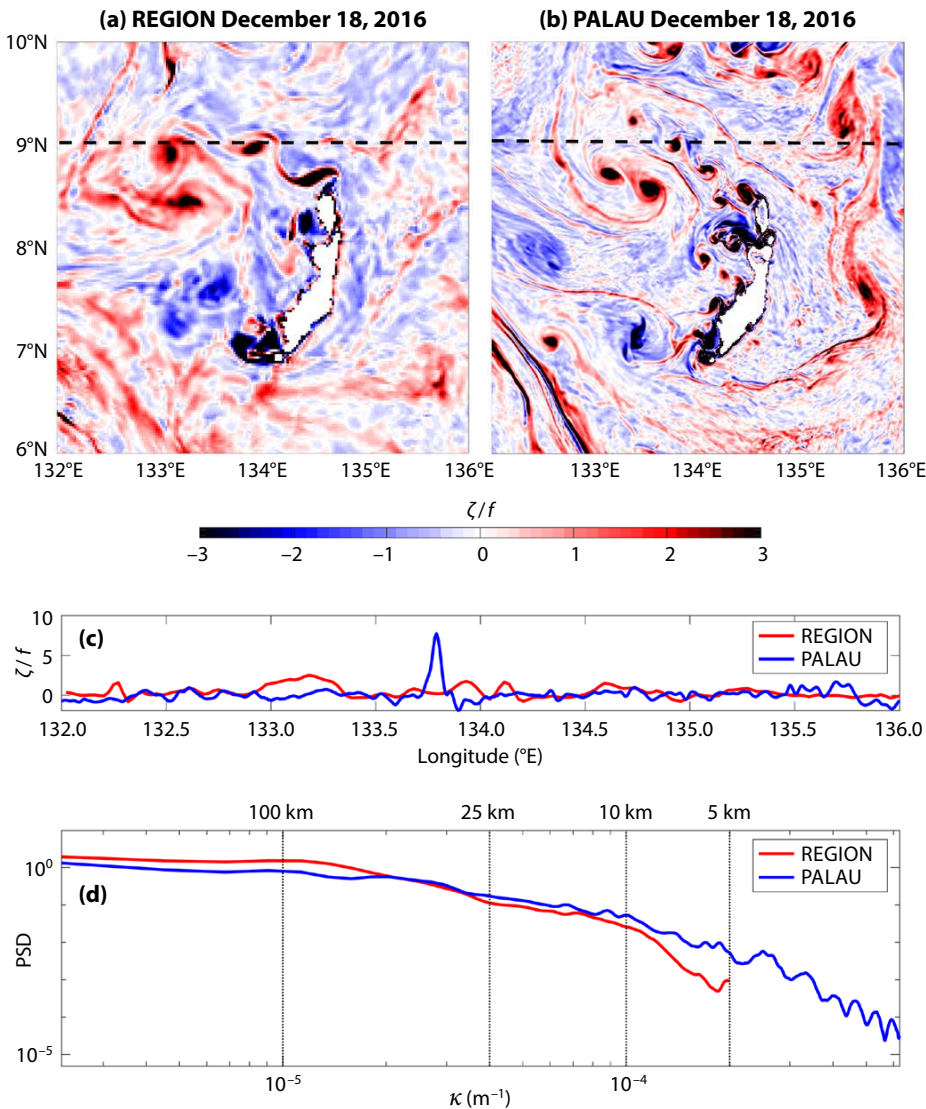 (a) REGION December 18, 2016
(b) PALAU December 18, 2016
10°N
9°N
8°N
7°N
6°N
132°E 133°E 134°E 135°E 136°E
133°E 134°E 135°E 136°E
ζ/f
–3 –2 –1 0 1 2 3
(c)
ζ/f
10
5
0
REGION
PALAU
132.0 132.5 133.0 133.5 134.0 134.5 135.0 135.5 136.0
Longitude (°E)
100 km 25 km 10 km 5 km
(d)
PSD
10⁰
10⁻⁵
REGION
PALAU
10⁻⁵ 10⁻⁴
κ (m⁻¹)